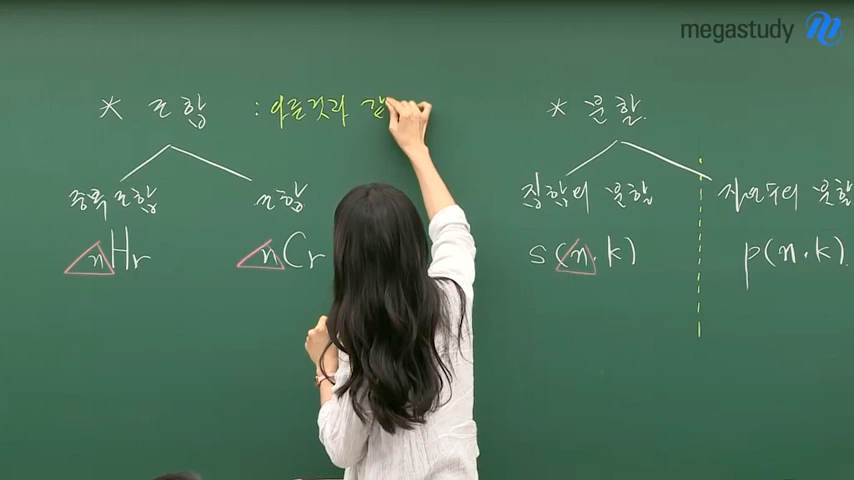 megastudy
* 조합 : 다른것과
중복조합 조합
nHr nCr
* 분할
집합의 분할 자연수의 분할
S(n, k) p(n, k)